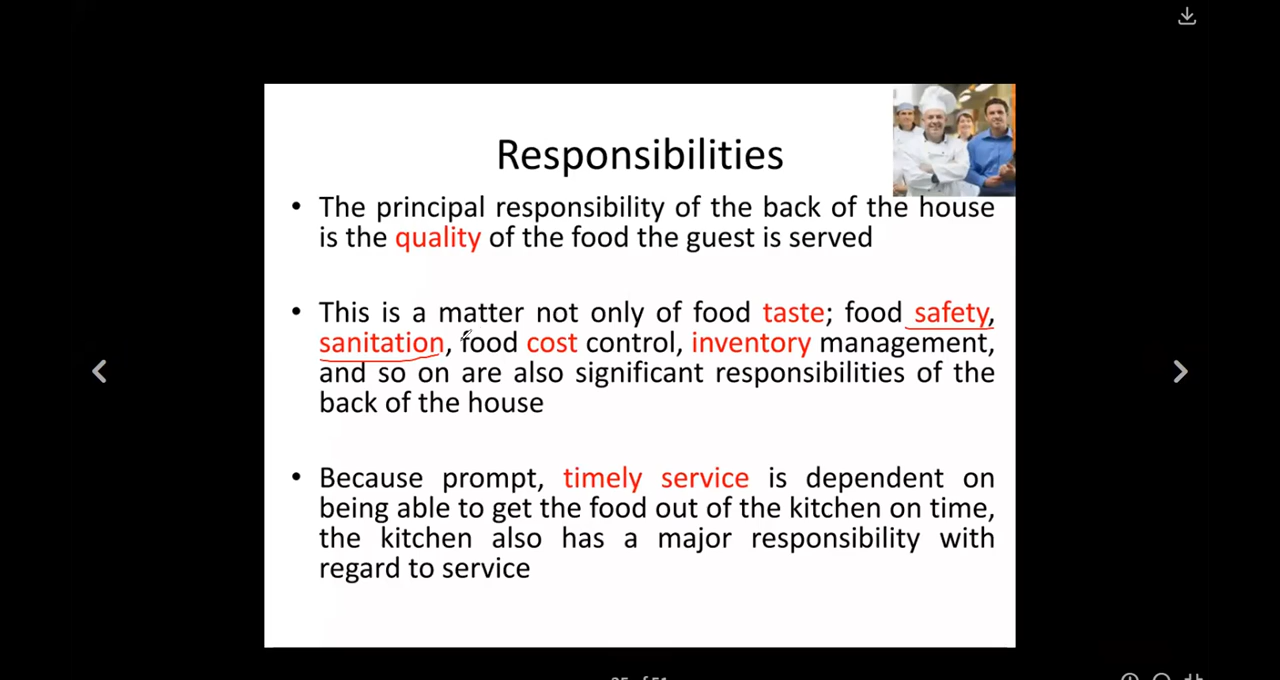 Responsibilities
• The principal responsibility of the back of the house
is the quality of the food the guest is served
• This is a matter not only of food taste; food safety,
sanitation, food cost control, inventory management,
and so on are also significant responsibilities of the
back of the house
• Because prompt, timely service is dependent on
being able to get the food out of the kitchen on time,
the kitchen also has a major responsibility with
regard to service